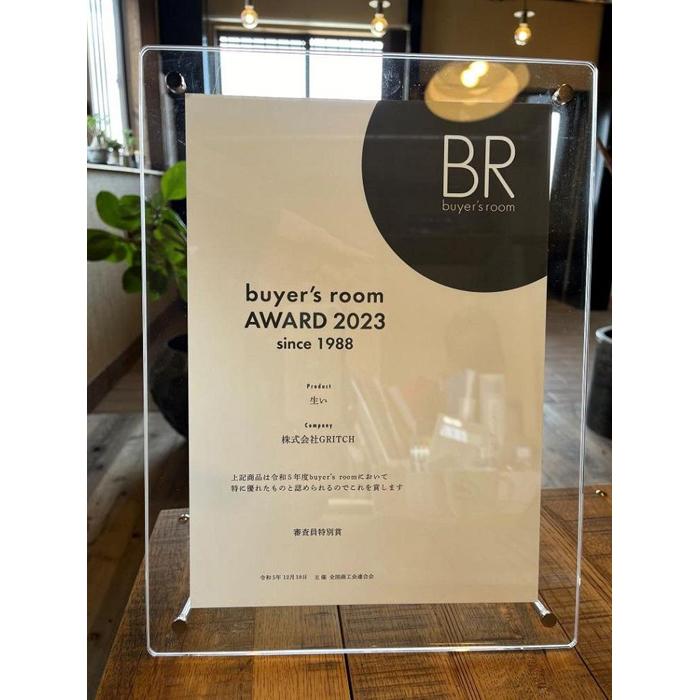 BR
buyer's room
buyer's room
AWARD 2023
since 1988
Product
生い
Company
株式会社GRITCH
上記商品は令和5年度buyer's roomにおいて
特に優れたものと認められるのでこれを賞します
審査員特別賞
令和5年12月18日 主催 全国商工会連合会